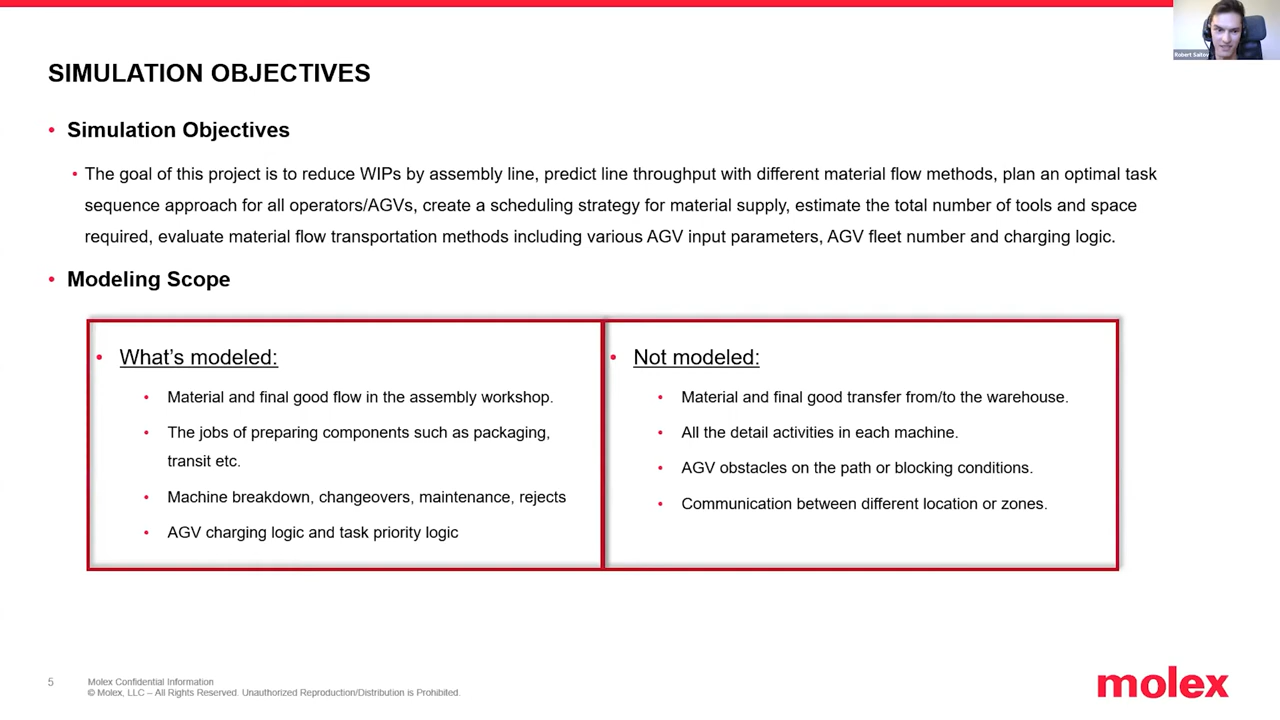 Robert Saitov
SIMULATION OBJECTIVES
• Simulation Objectives
• The goal of this project is to reduce WIPs by assembly line, predict line throughput with different material flow methods, plan an optimal task
sequence approach for all operators/AGVs, create a scheduling strategy for material supply, estimate the total number of tools and space
required, evaluate material flow transportation methods including various AGV input parameters, AGV fleet number and charging logic.
• Modeling Scope
• What's modeled:
• Material and final good flow in the assembly workshop.
• The jobs of preparing components such as packaging,
transit etc.
• Machine breakdown, changeovers, maintenance, rejects
• AGV charging logic and task priority logic
• Not modeled:
• Material and final good transfer from/to the warehouse.
• All the detail activities in each machine.
• AGV obstacles on the path or blocking conditions.
• Communication between different location or zones.
5
Molex Confidential Information
© Molex, LLC – All Rights Reserved. Unauthorized Reproduction/Distribution is Prohibited.
molex